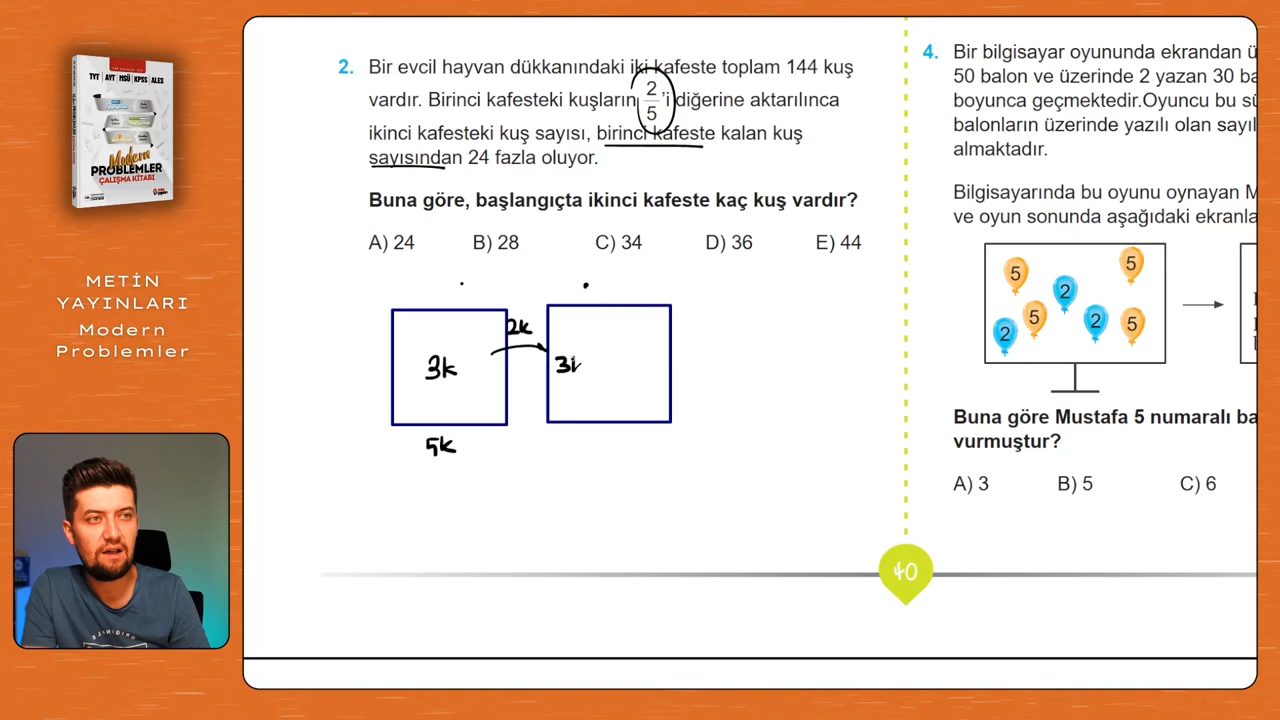 TYT | AYT | MSÜ | KPSS | ALES
Modern
PROBLEMLER
ÇALIŞMA KİTABI
METİN
YAYINLARI
Modern
Problemler
2. Bir evcil hayvan dükkanındaki iki kafeste toplam 144 kuş
vardır. Birinci kafesteki kuşların 2/5'i diğerine aktarılınca
ikinci kafesteki kuş sayısı, birinci kafeste kalan kuş
sayısından 24 fazla oluyor.
Buna göre, başlangıçta ikinci kafeste kaç kuş vardır?
A) 24 B) 28 C) 34 D) 36 E) 44
2k
3k
5k
4. Bir bilgisayar oyununda ekrandan
50 balon ve üzerinde 2 yazan 30
boyunca geçmektedir.Oyuncu bu
balonların üzerinde yazılı olan
almaktadır.
Bilgisayarında bu oyunu oynayan M
ve oyun sonunda aşağıdaki
5 5 2 5 2 2 5
Buna göre Mustafa 5 numaralı
vurmuştur?
A) 3 B) 5 C) 6
40